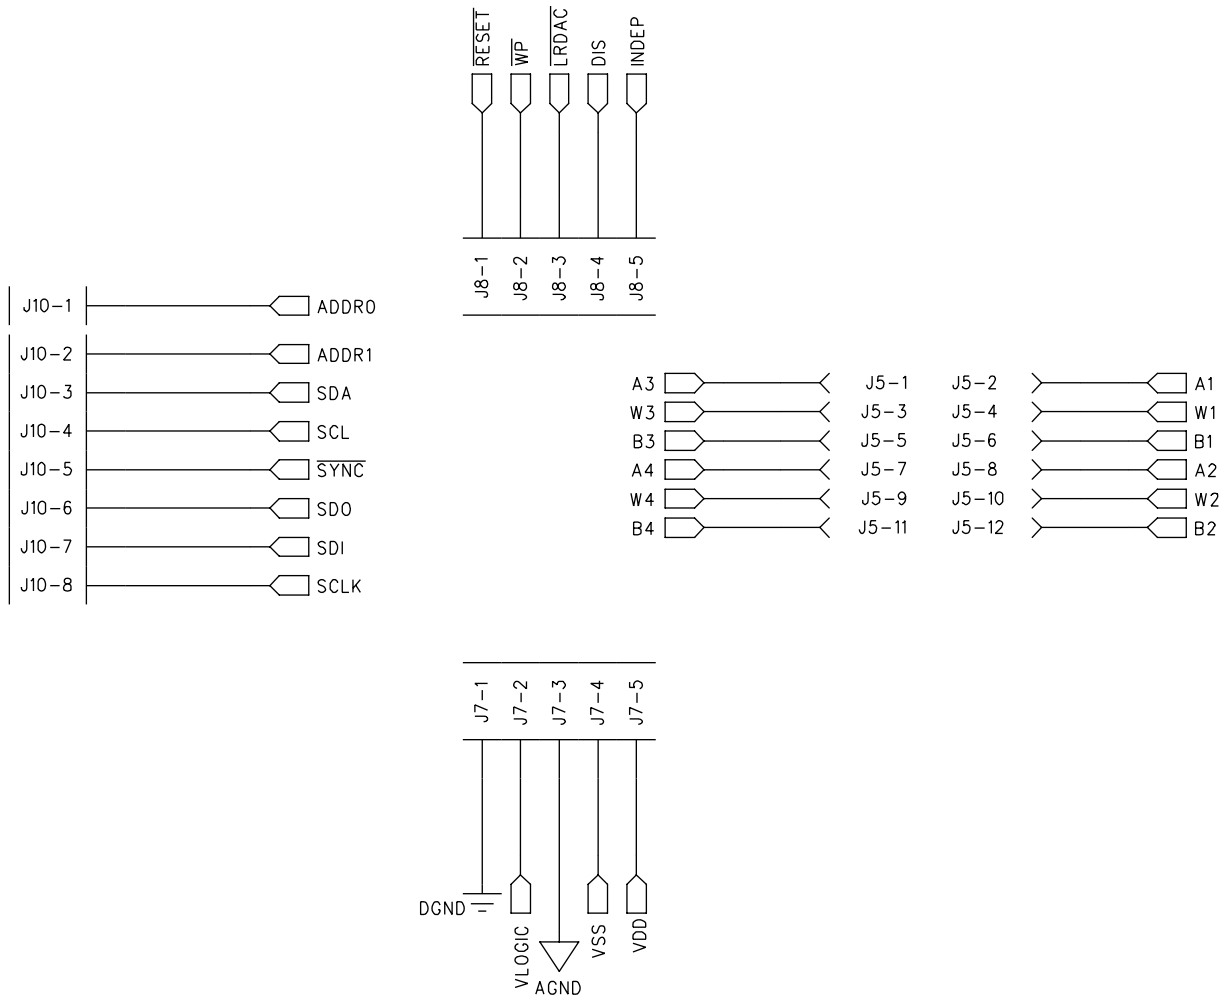 RESET
WP
LRDAC
DIS
INDEP
J8-1
J8-2
J8-3
J8-4
J8-5
J10-1 ADDR0
J10-2 ADDR1
J10-3 SDA
J10-4 SCL
J10-5 SYNC
J10-6 SDO
J10-7 SDI
J10-8 SCLK
A3 J5-1 J5-2 A1
W3 J5-3 J5-4 W1
B3 J5-5 J5-6 B1
A4 J5-7 J5-8 A2
W4 J5-9 J5-10 W2
B4 J5-11 J5-12 B2
J7-1
J7-2
J7-3
J7-4
J7-5
DGND
VLOGIC
AGND
VSS
VDD